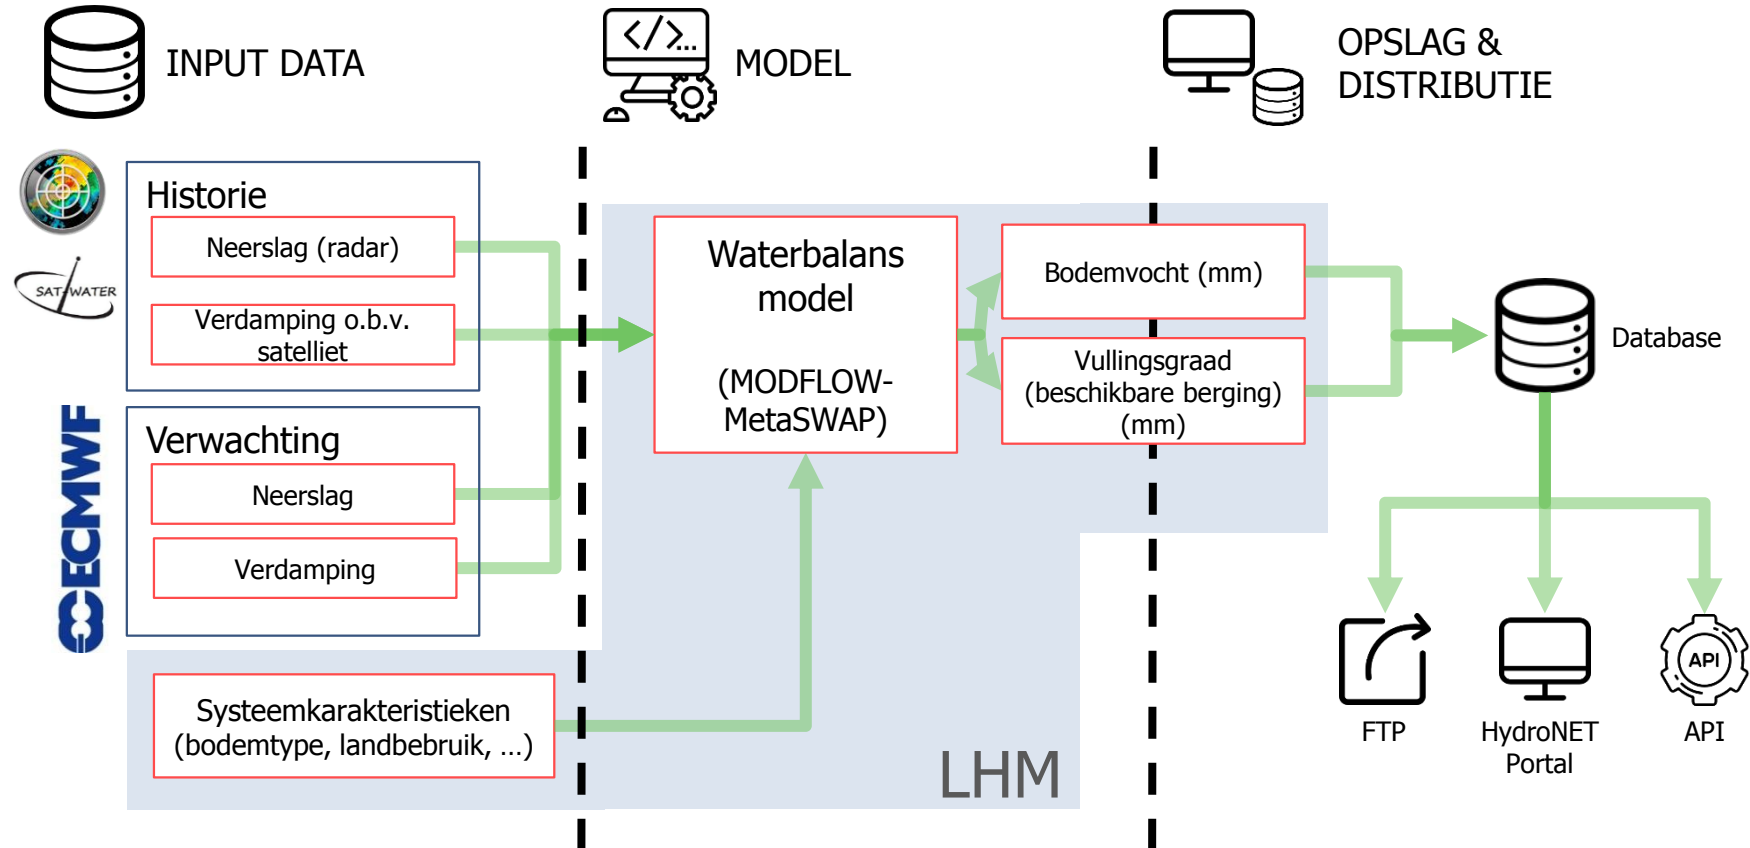 INPUT DATA
</>...
MODEL
OPSLAG &
DISTRIBUTIE
Historie
Neerslag (radar)
SAT-WATER
Verdamping o.b.v.
satelliet
ECMWF
Verwachting
Neerslag
Verdamping
Systeemkarakteristieken
(bodemtype, landbebruik, ...)
Waterbalans
model
(MODFLOW-
MetaSWAP)
LHM
Bodemvocht (mm)
Vullingsgraad
(beschikbare berging)
(mm)
Database
FTP
HydroNET
Portal
API
API